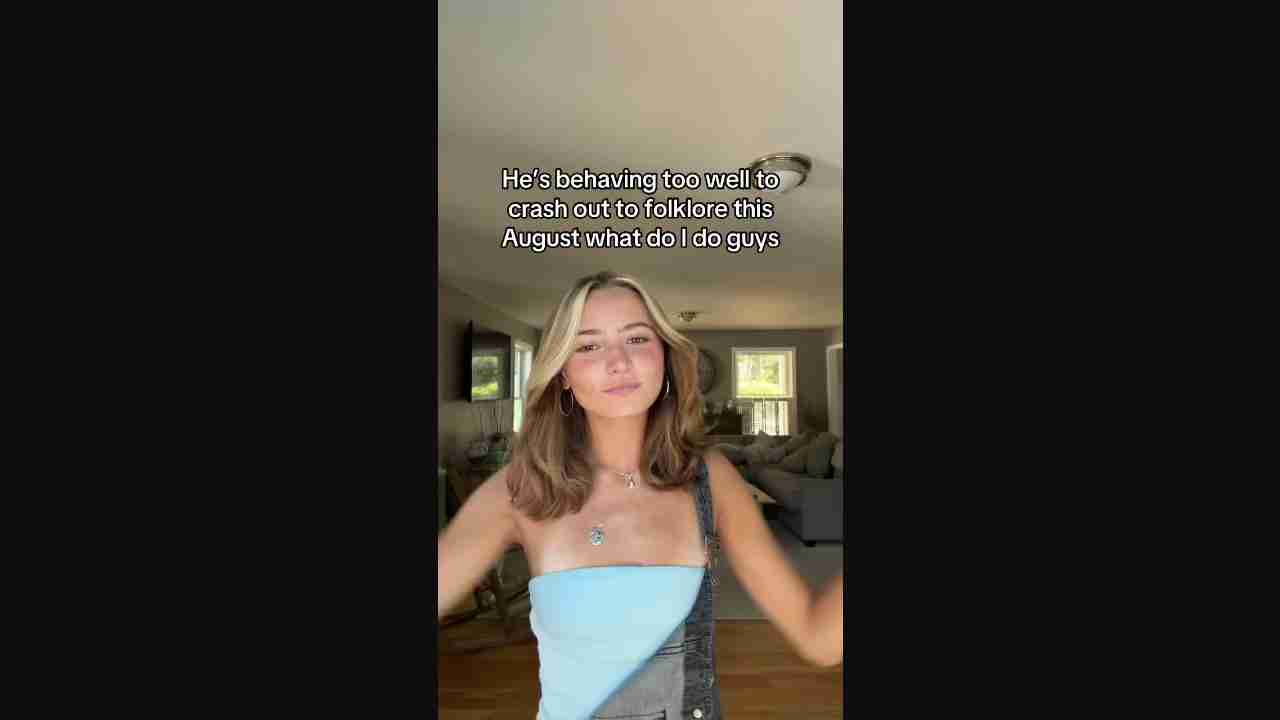 He's behaving too well to
crash out to folklore this
August what do I do guys